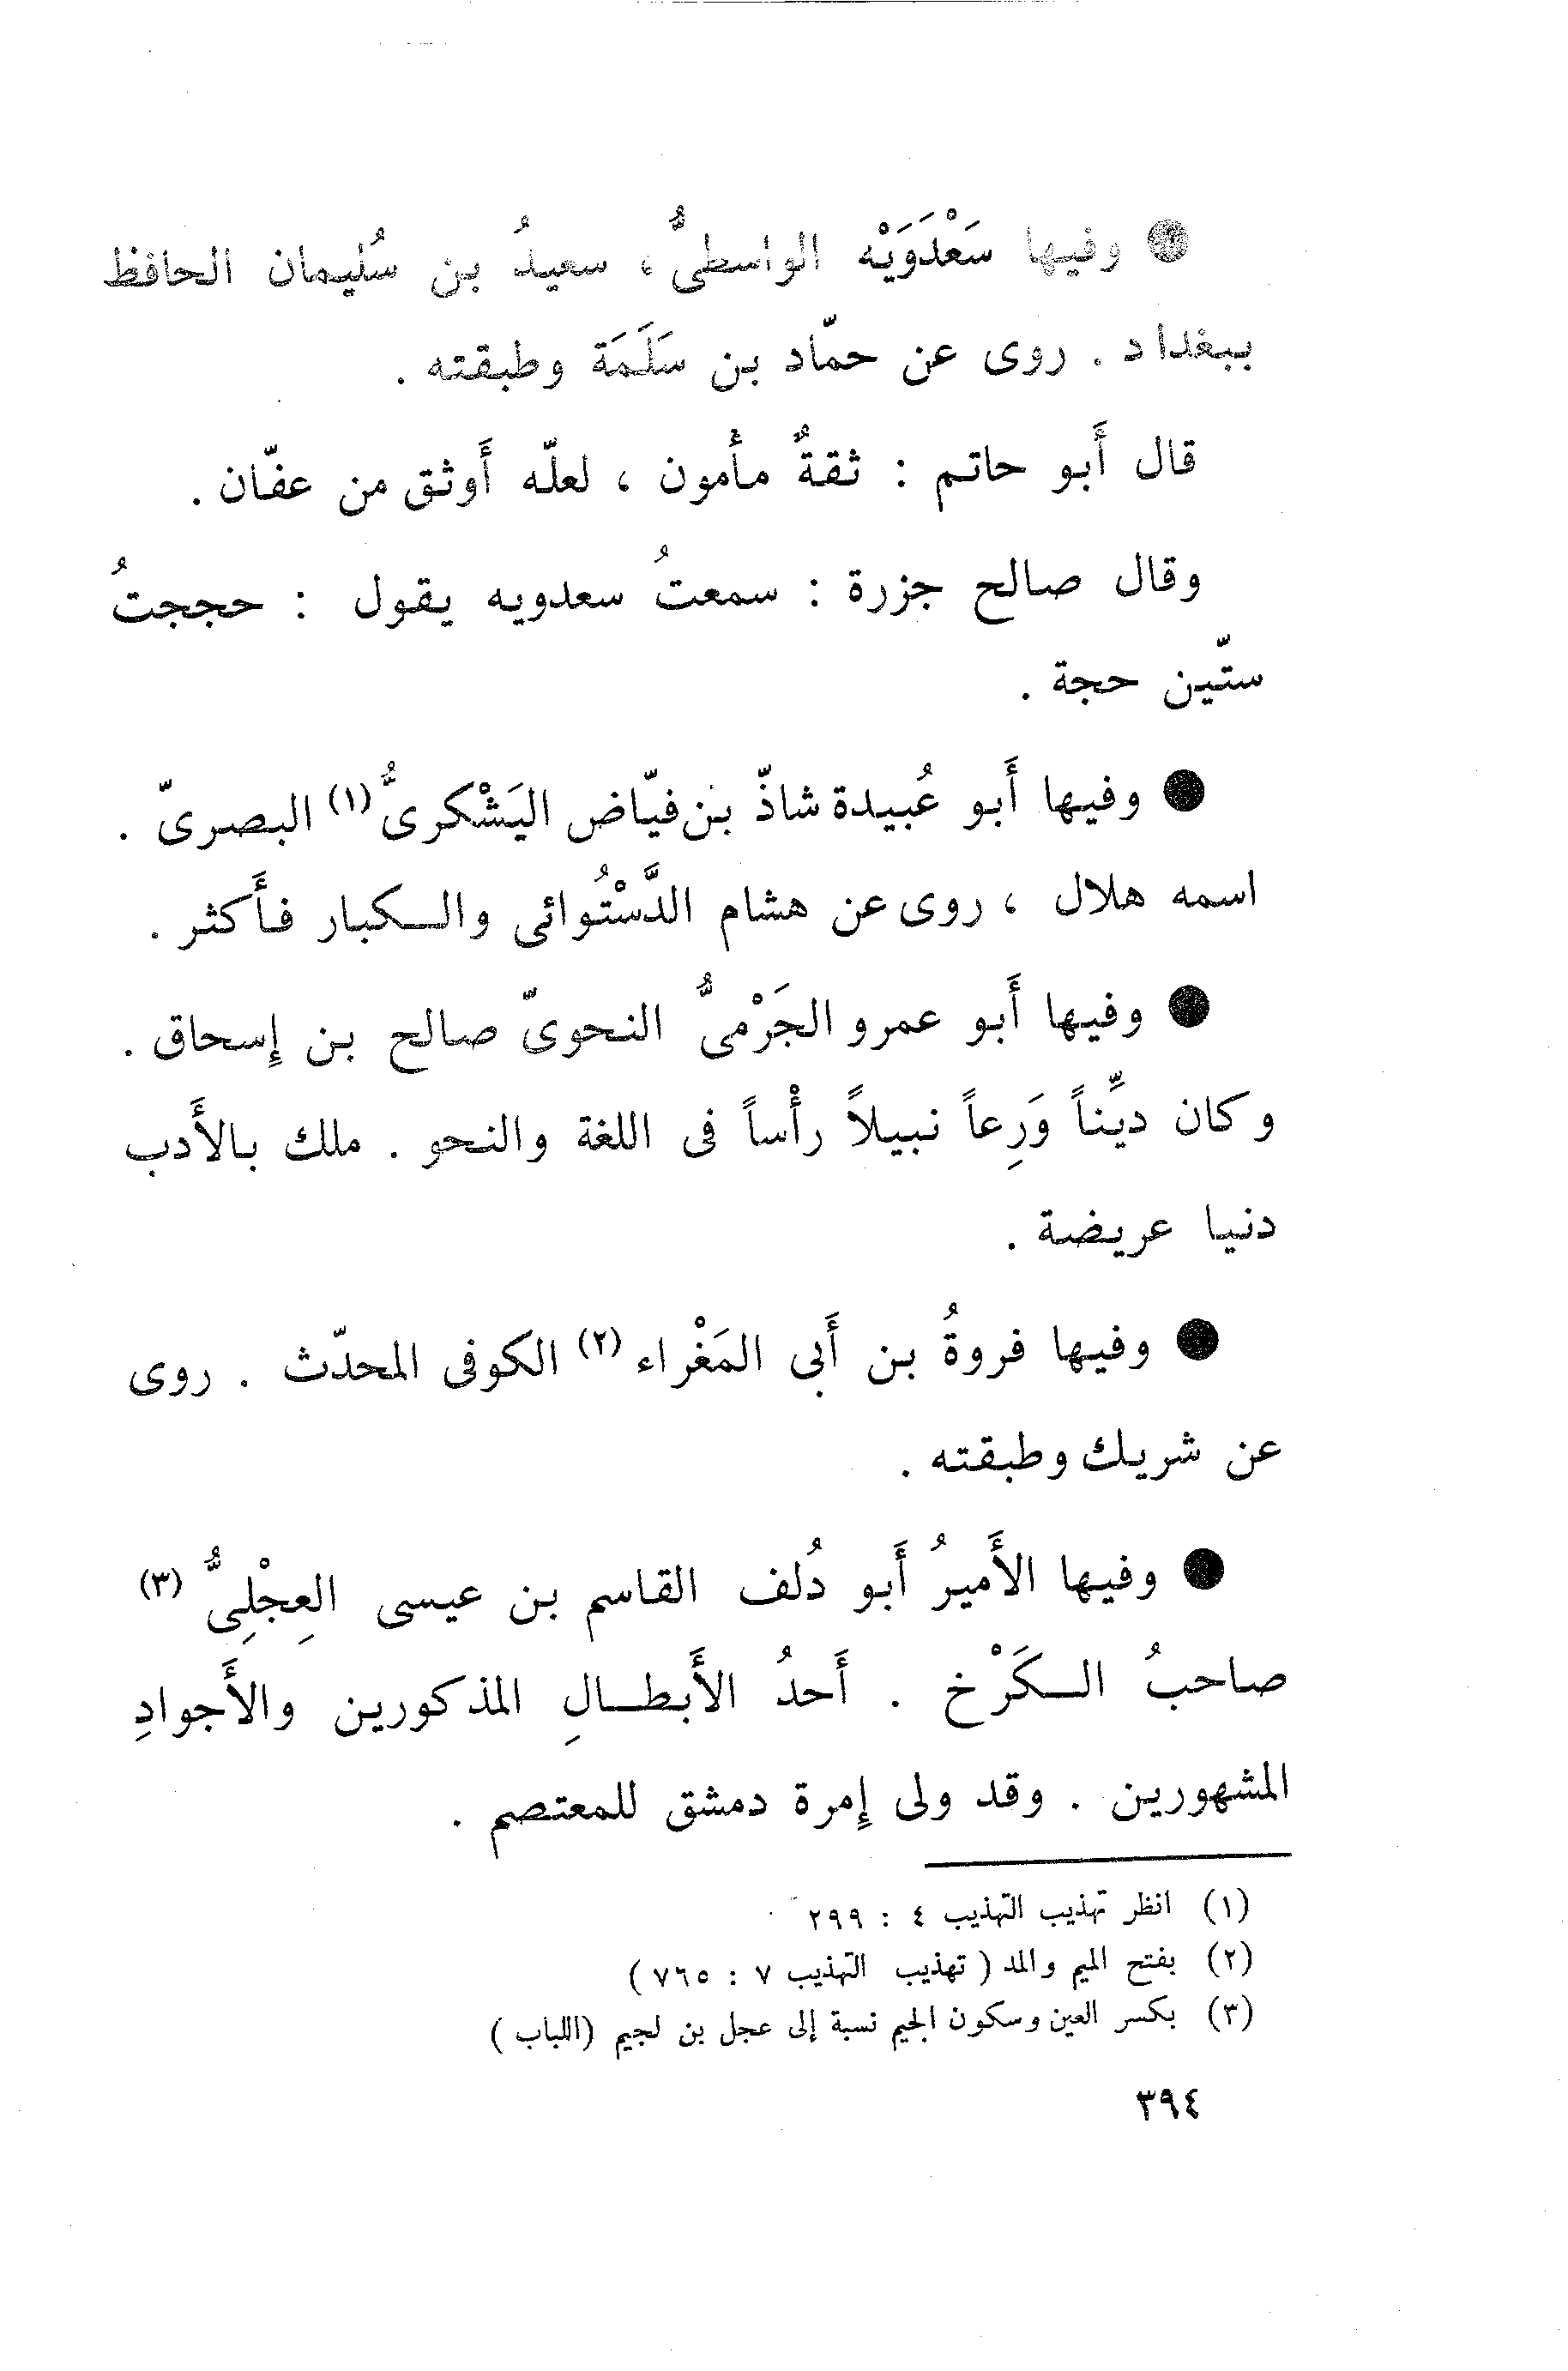 ● وفيها سَعْدَوَيْه الواسطىُّ ، سعيدُ بن سُليمان الحافظ
ببغداد . روى عن حمّاد بن سَلَمَة وطبقته .
قال أَبو حاتم : ثقةٌ مأْمون ، لعلّه أَوثق من عفّان .
وقال صالح جزرة : سمعتُ سعدويه يقول : حججتُ
ستّين حجة .
● وفيها أَبو عُبيدة شاذّ بن فيّاض اليَشْكرىُّ (١) البصرىّ .
اسمه هلال ، روى عن هشام الدَّسْتُوائى والكبار فأَكثر .
● وفيها أَبو عمرو الجَرْمىُّ النحوىّ صالح بن إسحاق .
وكان ديِّناً وَرِعاً نبيلاً رأْساً فى اللغة والنحو . ملك بالأَدب
دنيا عريضة .
● وفيها فروةُ بن أَبى المَغْراء (٢) الكوفى المحدّث . روى
عن شريك وطبقته .
● وفيها الأَميرُ أَبو دُلف القاسم بن عيسى العِجْلِىُّ (٣)
صاحبُ الكَرْخ . أَحدُ الأَبطالِ المذكورين والأَجوادِ
المشهورين . وقد ولى إمرة دمشق للمعتصم .
(١) انظر تهذيب التهذيب ٤ : ٢٩٩
(٢) بفتح الميم والمد ( تهذيب التهذيب ٧ : ٧٦٥ )
(٣) بكسر العين وسكون الجيم نسبة إلى عجل بن لجيم (اللباب )
٣٩٤